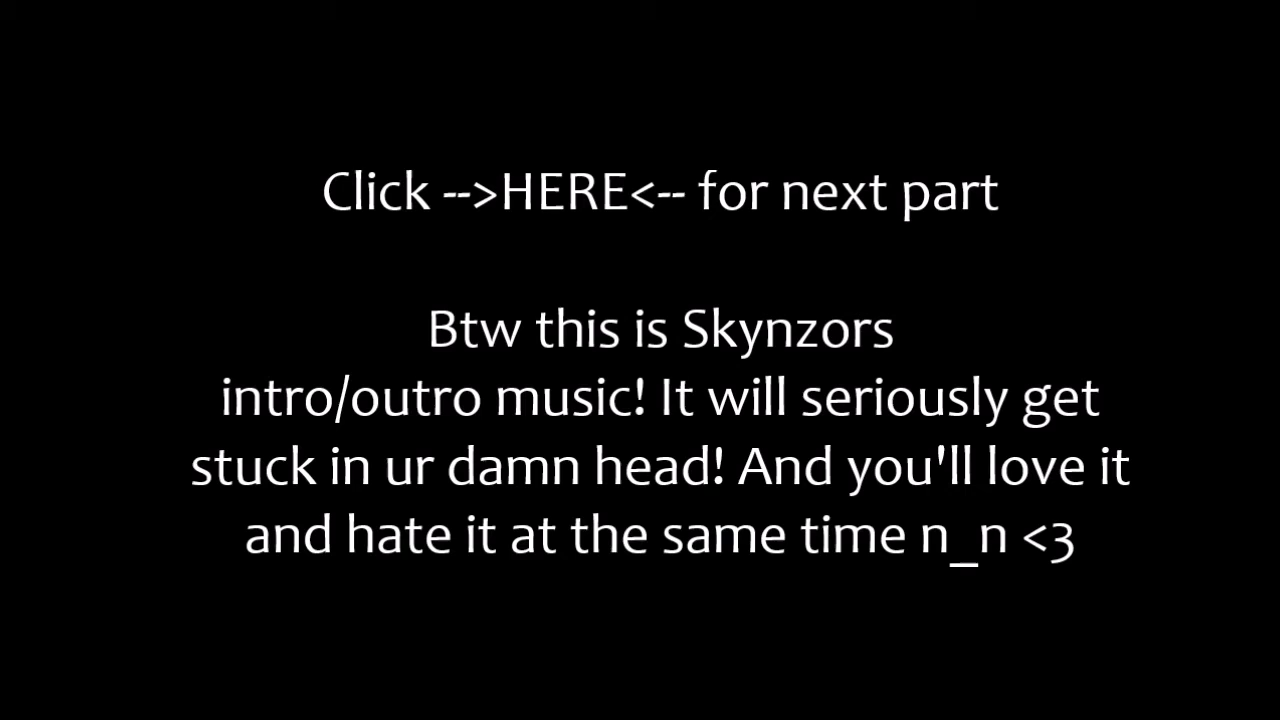 Click -->HERE<-- for next part
Btw this is Skynzors
intro/outro music! It will seriously get
stuck in ur damn head! And you'll love it
and hate it at the same time n_n <3